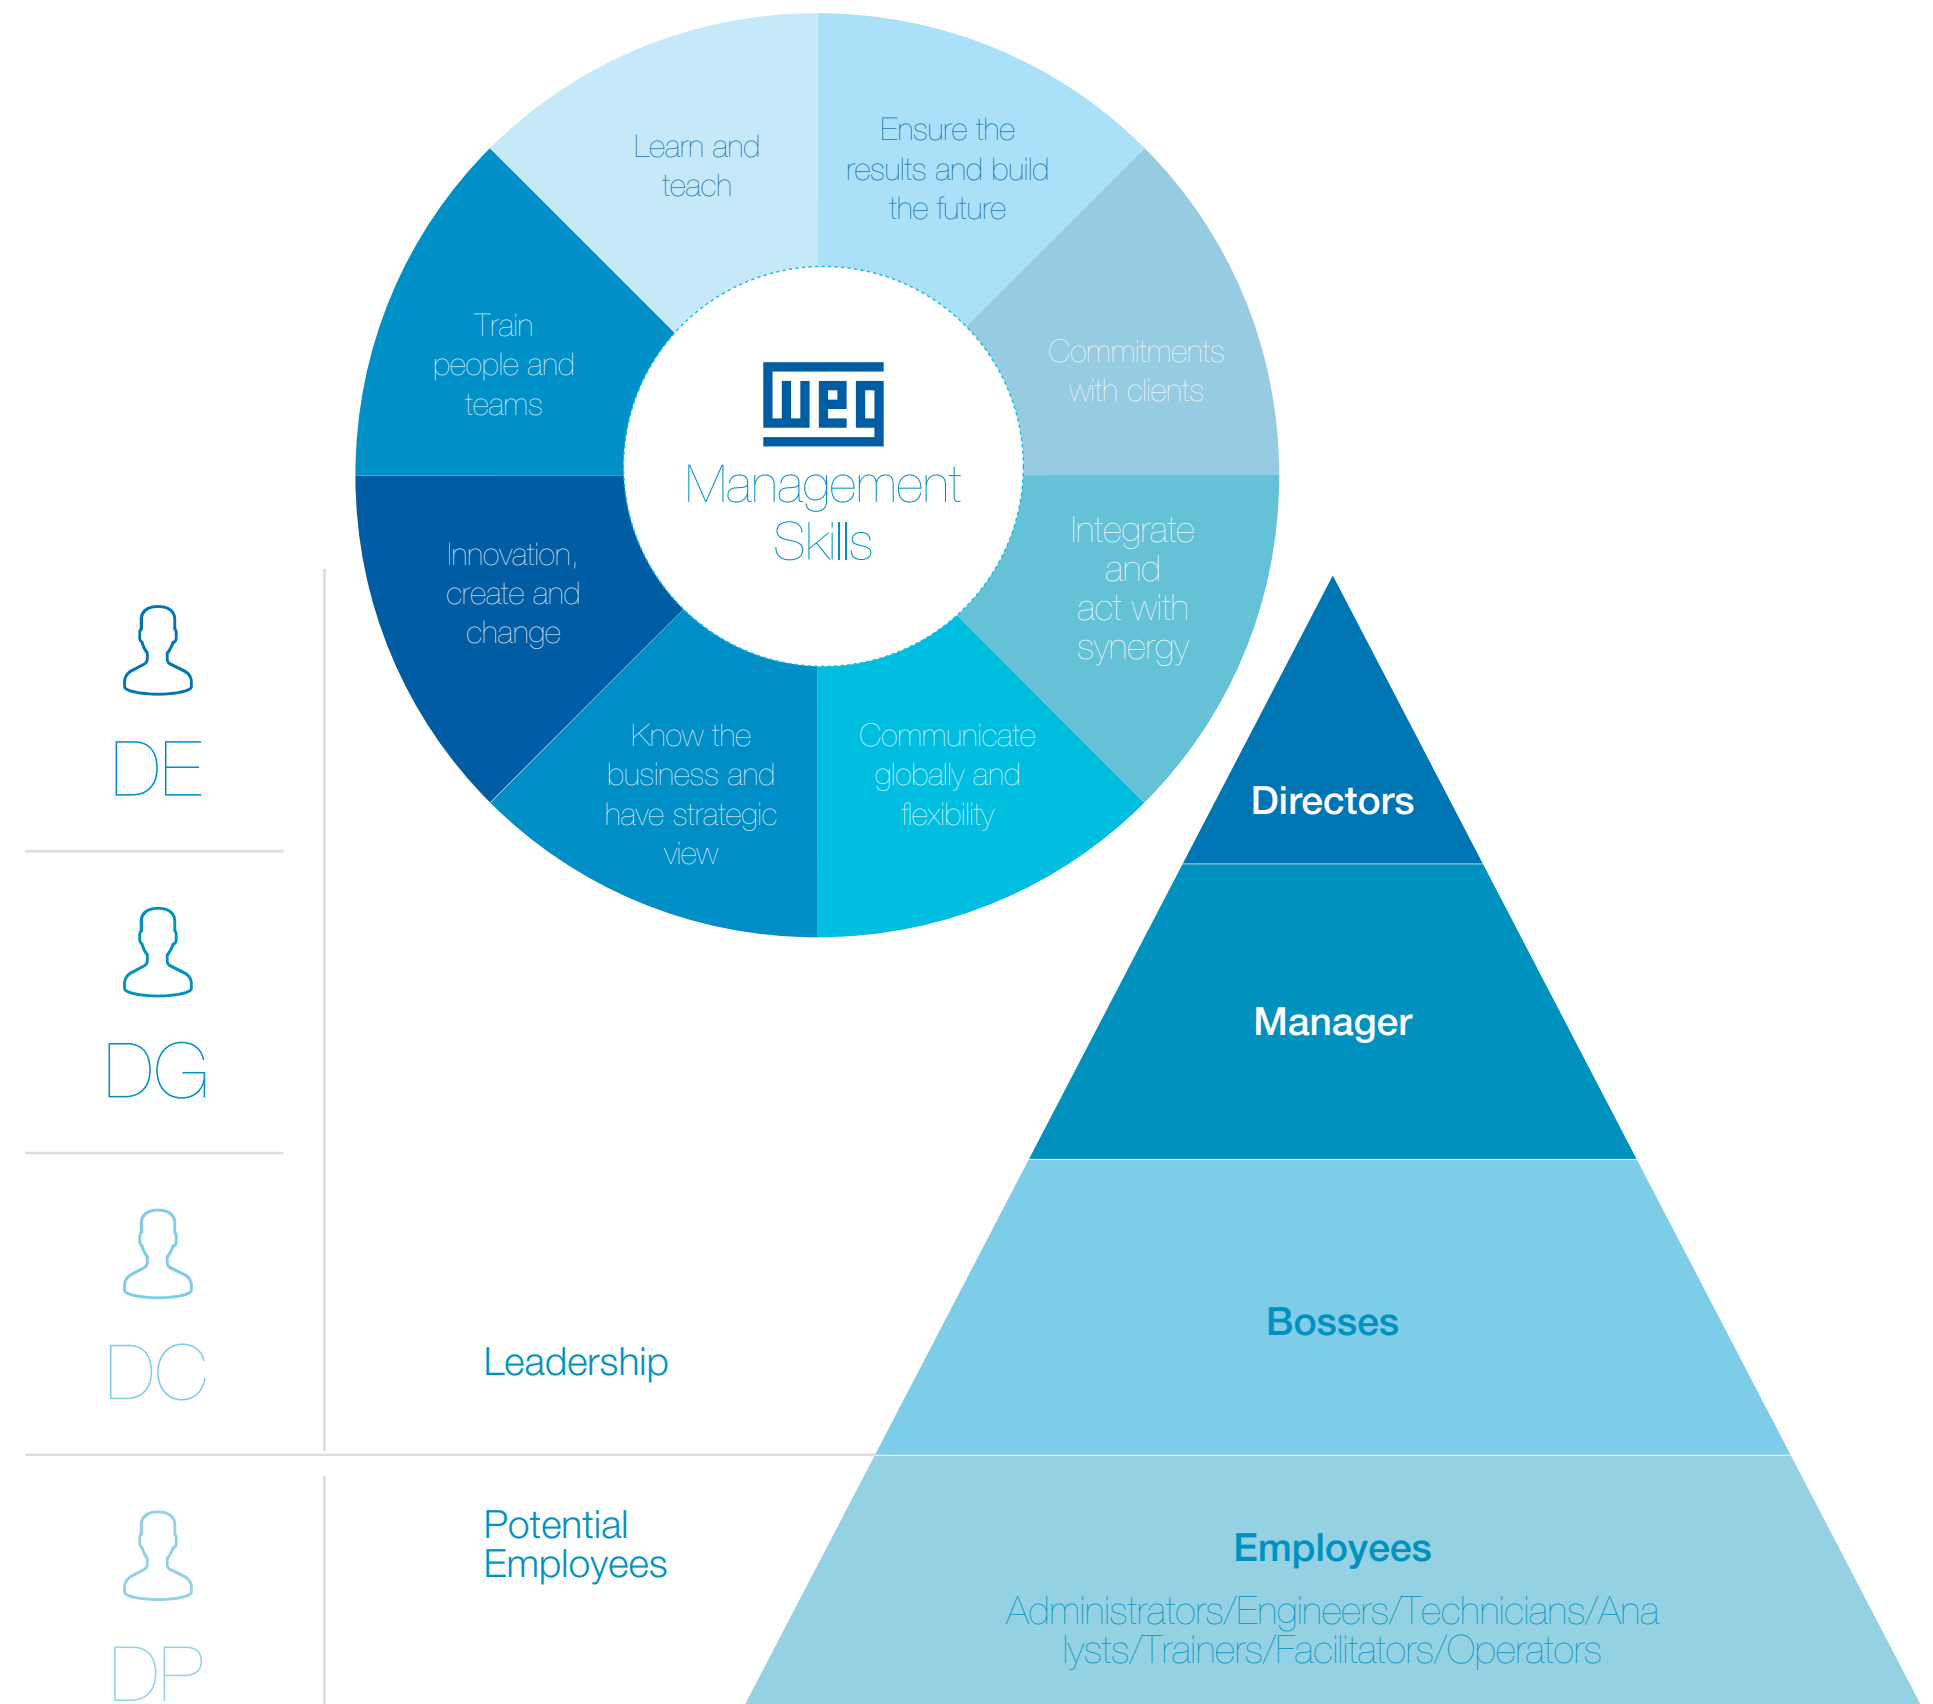 Learn and
teach
Ensure the
results and build
the future
Commitments
with clients
Integrate
and
act with
synergy
Communicate
globally and
flexibility
Know the
business and
have strategic
view
Innovation,
create and
change
Train
people and
teams
weg
Management
Skills
DE
DG
DC
DP
Leadership
Potential
Employees
Directors
Manager
Bosses
Employees
Administrators/Engineers/Technicians/Ana
lysts/Trainers/Facilitators/Operators